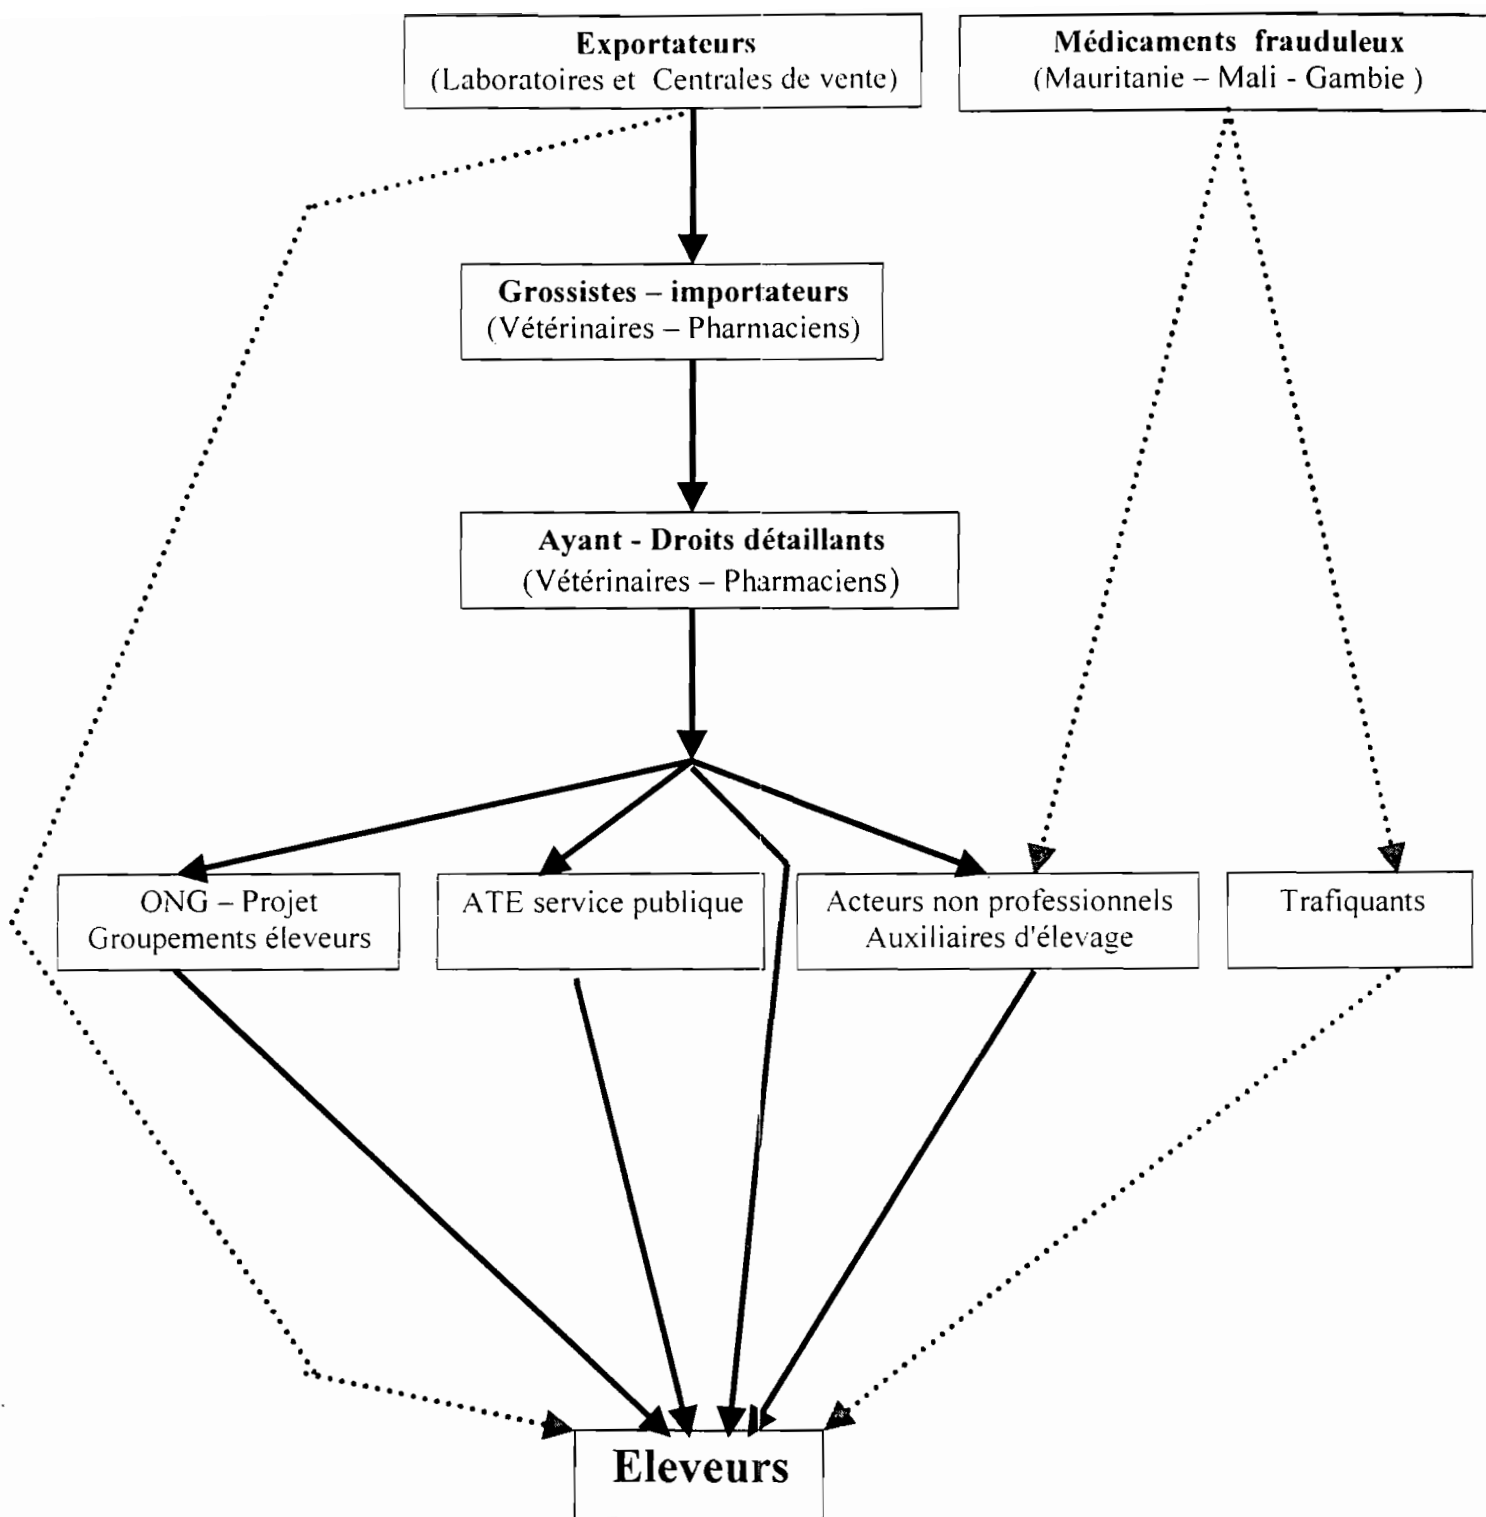 Exportateurs
(Laboratoires et Centrales de vente)
Médicaments frauduleux
(Mauritanie – Mali - Gambie )
Grossistes – importateurs
(Vétérinaires – Pharmaciens)
Ayant - Droits détaillants
(Vétérinaires – Pharmaciens)
ONG – Projet
Groupements éleveurs
ATE service publique
Acteurs non professionnels
Auxiliaires d'élevage
Trafiquants
Eleveurs